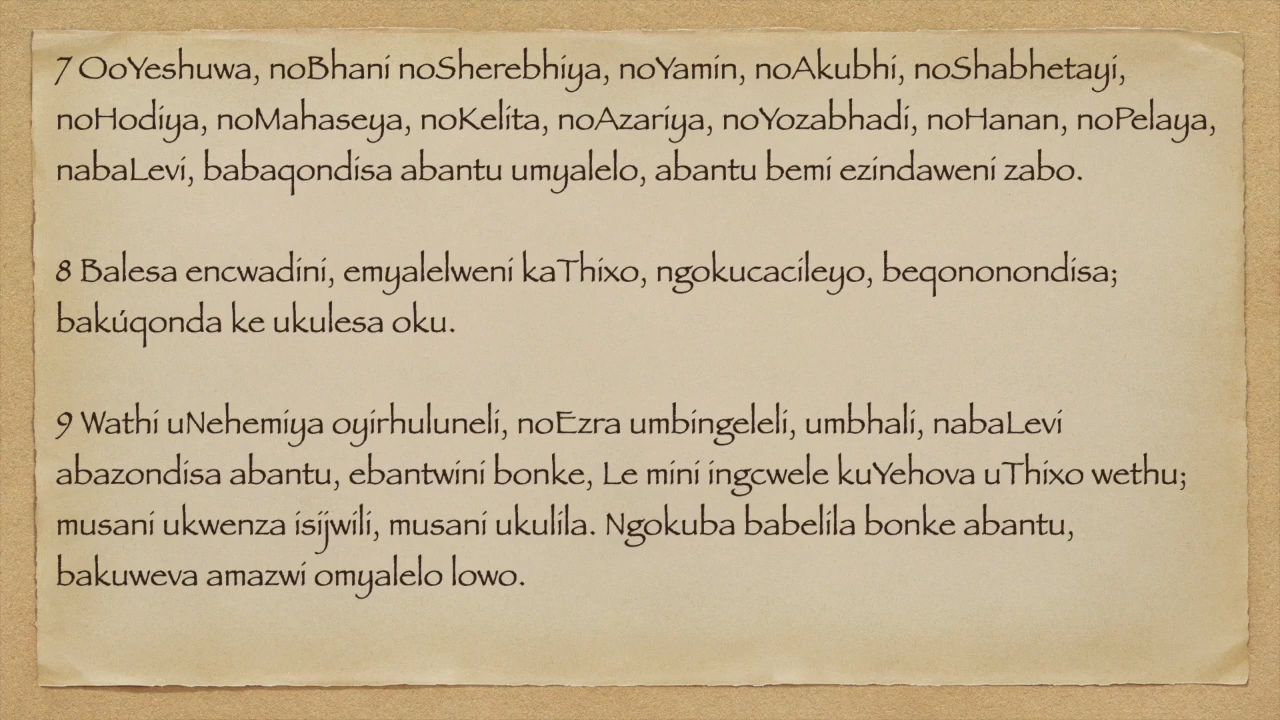 7 OoYeshuwa, noBhani noSherebhiya, noYamin, noAkubhi, noShabhetayi,
noHodiya, noMahaseya, noKelita, noAzariya, noYozabhadi, noHanan, noPelaya,
nabaLevi, babaqondisa abantu umyalelo, abantu bemi ezindaweni zabo.
8 Balesa encwadini, emyalelweni kaThixo, ngokucacileyo, beqononondisa;
bakúqonda ke ukulesa oku.
9 Wathi uNehemiya oyirhuluneli, noEzra umbingeleli, umbhali, nabaLevi
abazondisa abantu, ebantwini bonke, Le mini ingcwele kuYehova uThixo wethu;
musani ukwenza isijwili, musani ukulila. Ngokuba babelila bonke abantu,
bakuweva amazwi omyalelo lowo.